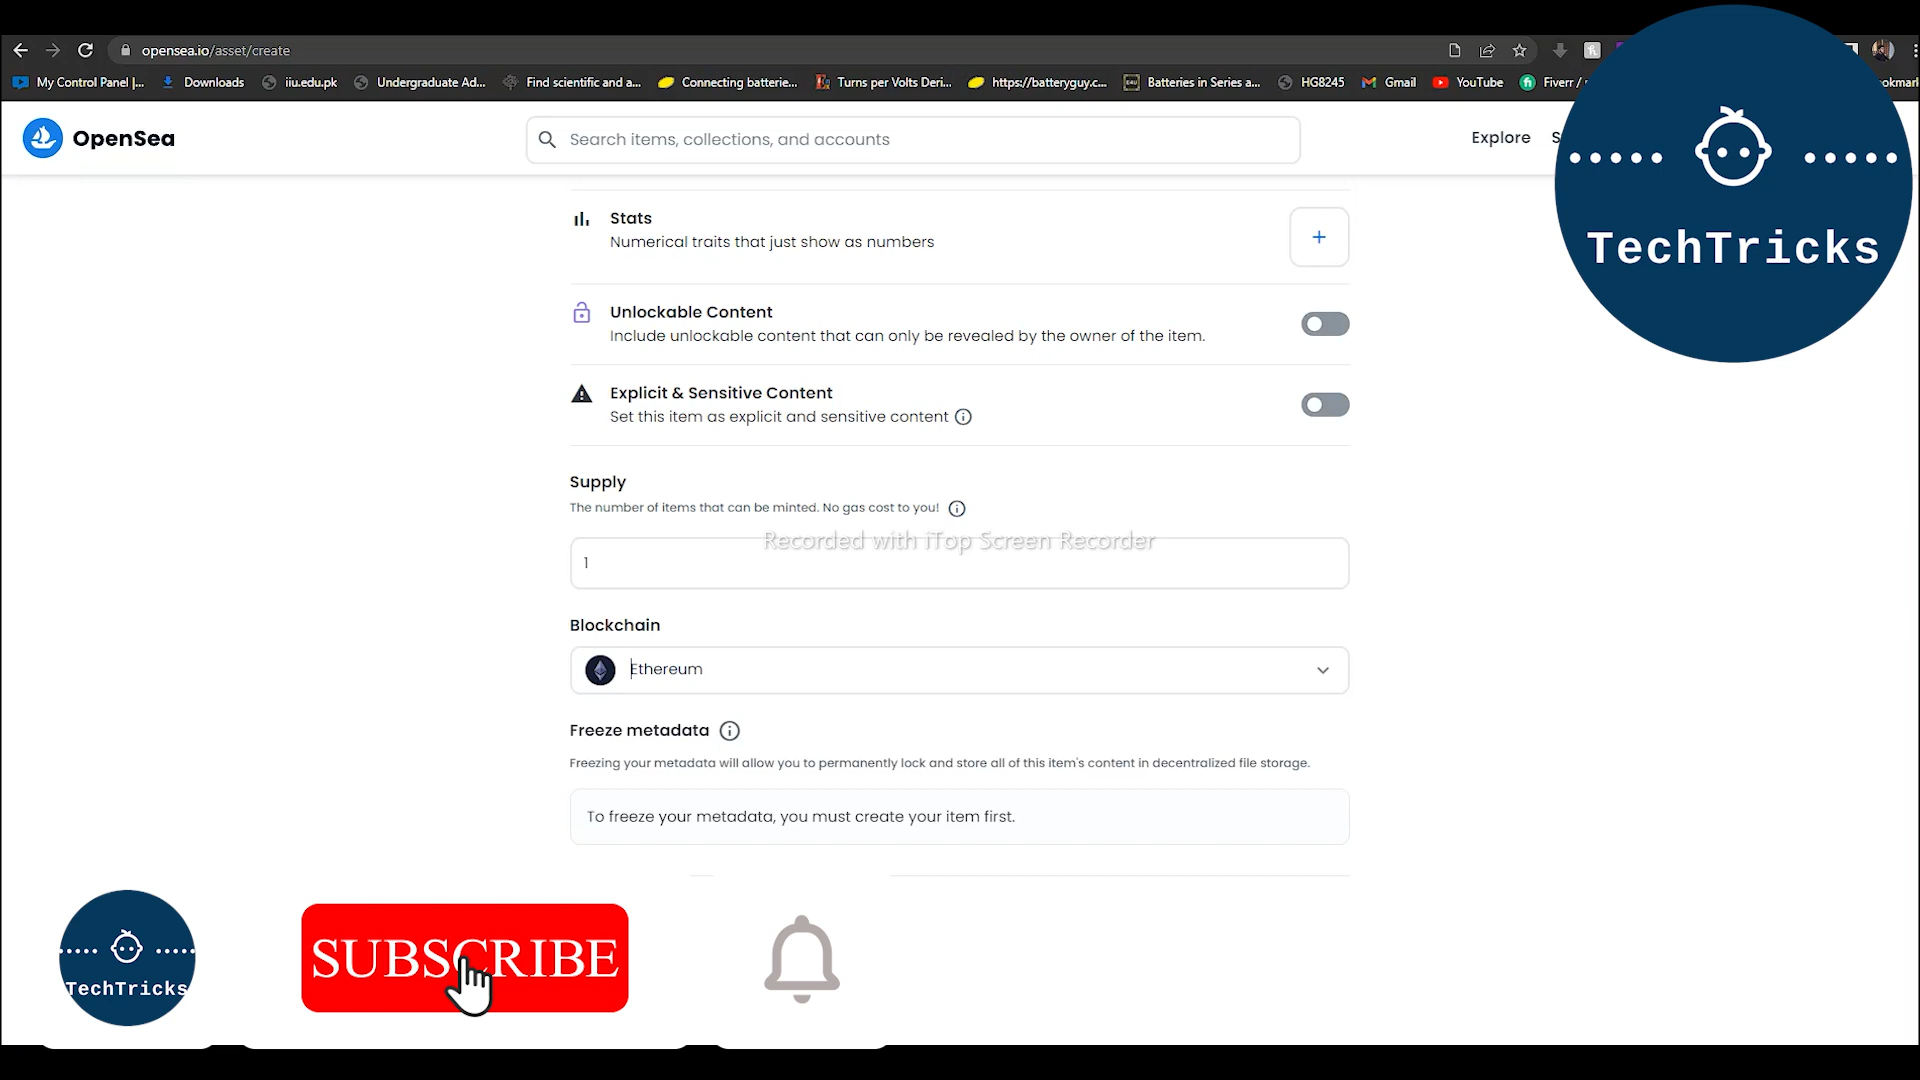 opensea.io/asset/create
My Control Panel |...
Downloads
iiu.edu.pk
Undergraduate Ad...
Find scientific and a...
Connecting batterie...
Turns per Volts Deri...
https://batteryguy.c...
Batteries in Series a...
HG8245
Gmail
YouTube
Fiverr /
OpenSea
Search items, collections, and accounts
Explore
TechTricks
Stats
Numerical traits that just show as numbers
Unlockable Content
Include unlockable content that can only be revealed by the owner of the item.
Explicit & Sensitive Content
Set this item as explicit and sensitive content
Supply
The number of items that can be minted. No gas cost to you!
Recorded with iTop Screen Recorder
1
Blockchain
Ethereum
Freeze metadata
Freezing your metadata will allow you to permanently lock and store all of this item's content in decentralized file storage.
To freeze your metadata, you must create your item first.
TechTricks
SUBSCRIBE